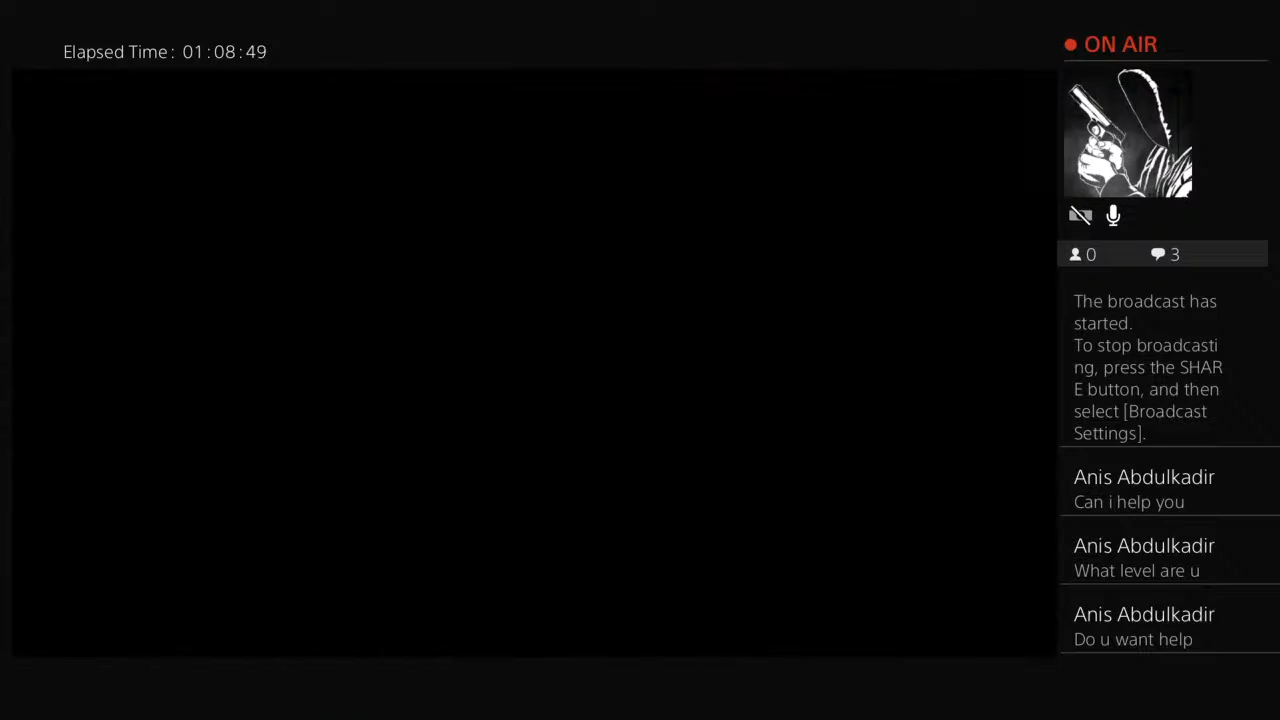 Elapsed Time: 01:08:49
ON AIR
0 3
The broadcast has
started.
To stop broadcasti
ng, press the SHAR
E button, and then
select [Broadcast
Settings].
Anis Abdulkadir
Can i help you
Anis Abdulkadir
What level are u
Anis Abdulkadir
Do u want help